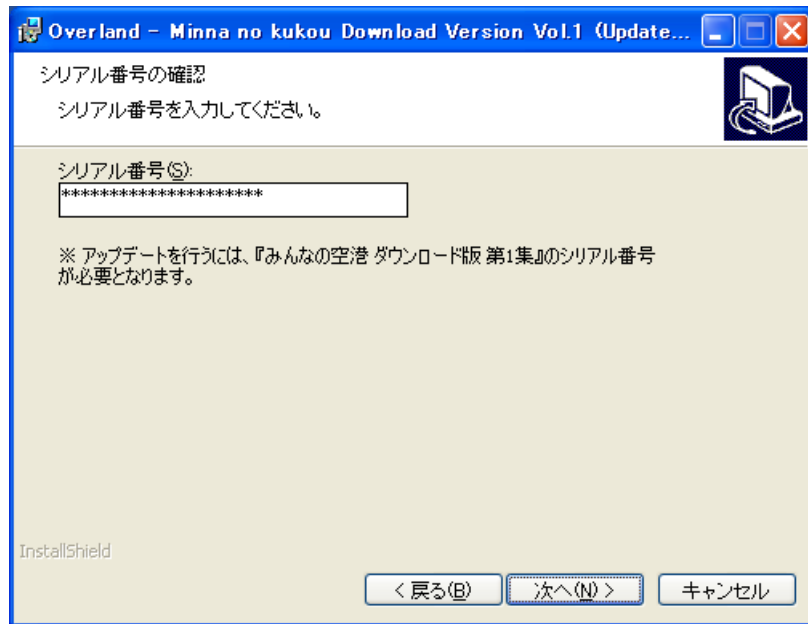 Overland - Minna no kukou Download Version Vol.1 (Update...
シリアル番号の確認
シリアル番号を入力してください。
シリアル番号(S):
*********************
※ アップデートを行うには、『みんなの空港 ダウンロード版 第1集』のシリアル番号
が必要となります。
InstallShield
< 戻る(B)
次へ(N) >
キャンセル